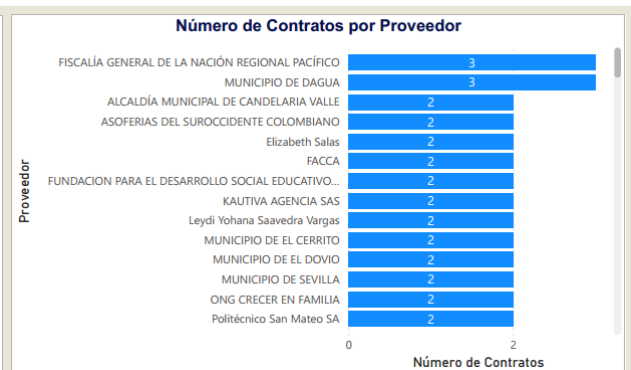 Número de Contratos por Proveedor
FISCALÍA GENERAL DE LA NACIÓN REGIONAL PACÍFICO 3
MUNICIPIO DE DAGUA 3
ALCALDÍA MUNICIPAL DE CANDELARIA VALLE 2
ASOFERIAS DEL SUROCCIDENTE COLOMBIANO 2
Elizabeth Salas 2
FACCA 2
FUNDACION PARA EL DESARROLLO SOCIAL EDUCATIVO... 2
KAUTIVA AGENCIA SAS 2
Leydi Yohana Saavedra Vargas 2
MUNICIPIO DE EL CERRITO 2
MUNICIPIO DE EL DOVIO 2
MUNICIPIO DE SEVILLA 2
ONG CRECER EN FAMILIA 2
Politécnico San Mateo SA 2
Proveedor
0 2
Número de Contratos